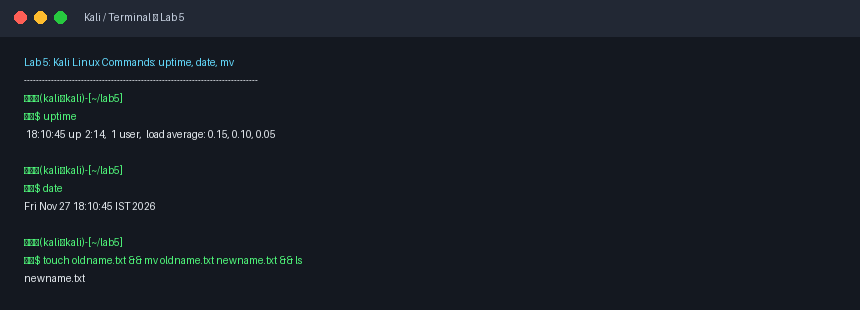 Kali / Terminal ▯ Lab 5
Lab 5: Kali Linux Commands: uptime, date, mv
------------------------------------------------------------------------------
▯▯▯(kali▯kali)-[~/lab5]
▯▯$ uptime
18:10:45 up  2:14,  1 user,  load average: 0.15, 0.10, 0.05
▯▯▯(kali▯kali)-[~/lab5]
▯▯$ date
Fri Nov 27 18:10:45 IST 2026
▯▯▯(kali▯kali)-[~/lab5]
▯▯$ touch oldname.txt && mv oldname.txt newname.txt && ls
newname.txt